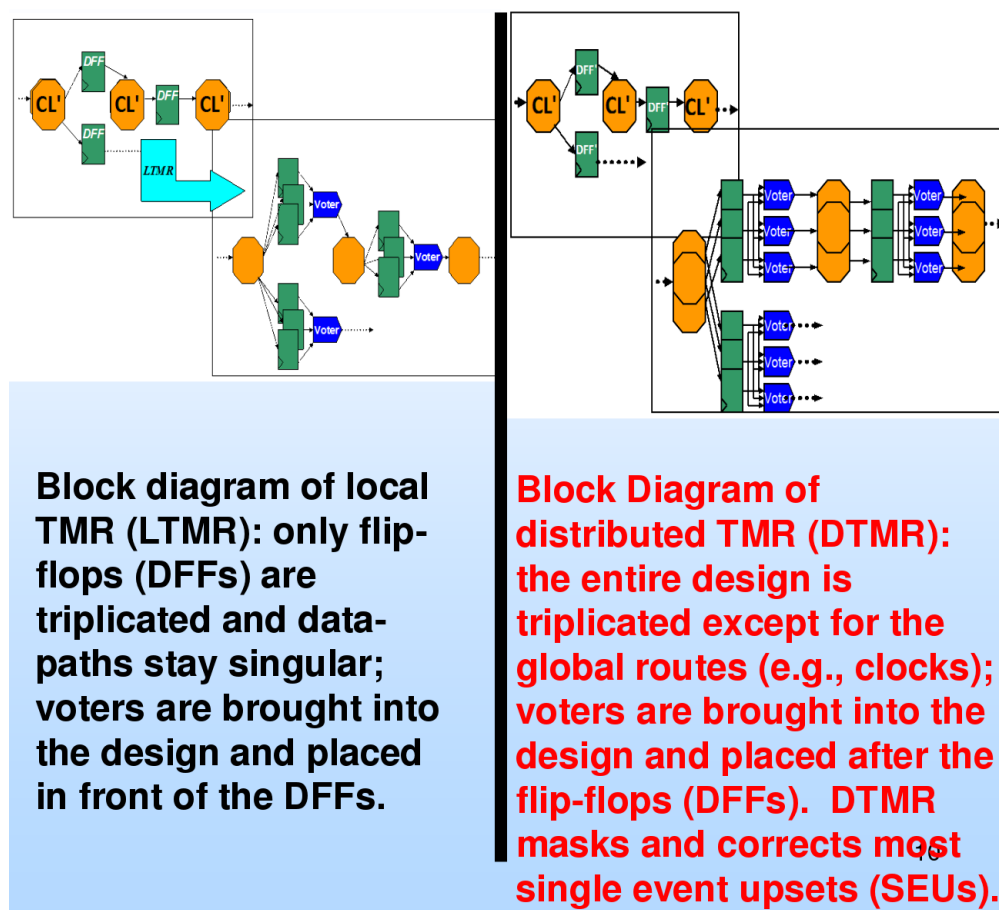 DFF
CL'
CL'
DFF
CL'
DFF
LTMR
Voter
Voter
Voter
DFF'
CL'
CL'
DFF'
CL'
DFF'
Voter
Voter
Voter
Voter
Voter
Voter
Voter
Voter
Voter
Block diagram of local
TMR (LTMR): only flip-
flops (DFFs) are
triplicated and data-
paths stay singular;
voters are brought into
the design and placed
in front of the DFFs.
Block Diagram of
distributed TMR (DTMR):
the entire design is
triplicated except for the
global routes (e.g., clocks);
voters are brought into the
design and placed after the
flip-flops (DFFs). DTMR
masks and corrects most
single event upsets (SEUs).
10